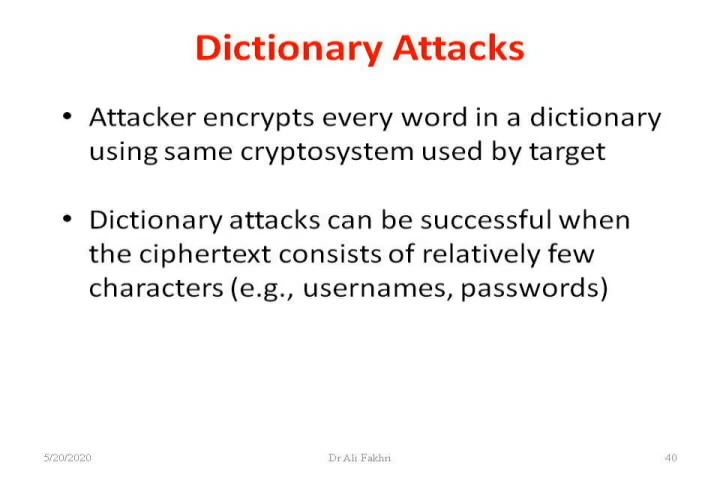 Dictionary Attacks
• Attacker encrypts every word in a dictionary
using same cryptosystem used by target
• Dictionary attacks can be successful when
the ciphertext consists of relatively few
characters (e.g., usernames, passwords)
5/20/2020 Dr Ali Fakhri 40